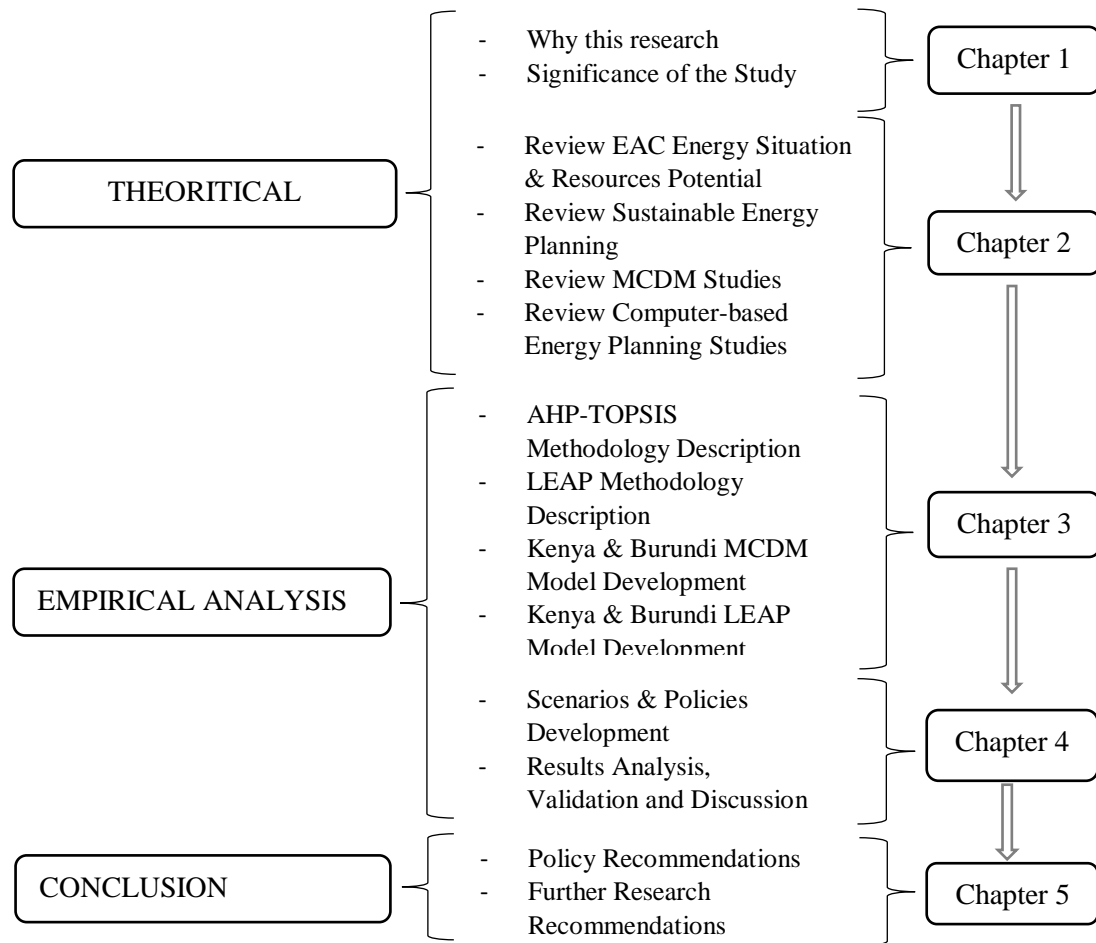 - Why this research
- Significance of the Study
Chapter 1
THEORITICAL
- Review EAC Energy Situation
& Resources Potential
- Review Sustainable Energy
Planning
- Review MCDM Studies
- Review Computer-based
Energy Planning Studies
Chapter 2
EMPIRICAL ANALYSIS
- AHP-TOPSIS
Methodology Description
- LEAP Methodology
Description
- Kenya & Burundi MCDM
Model Development
- Kenya & Burundi LEAP
Model Development
Chapter 3
- Scenarios & Policies
Development
- Results Analysis,
Validation and Discussion
Chapter 4
CONCLUSION
- Policy Recommendations
- Further Research
Recommendations
Chapter 5